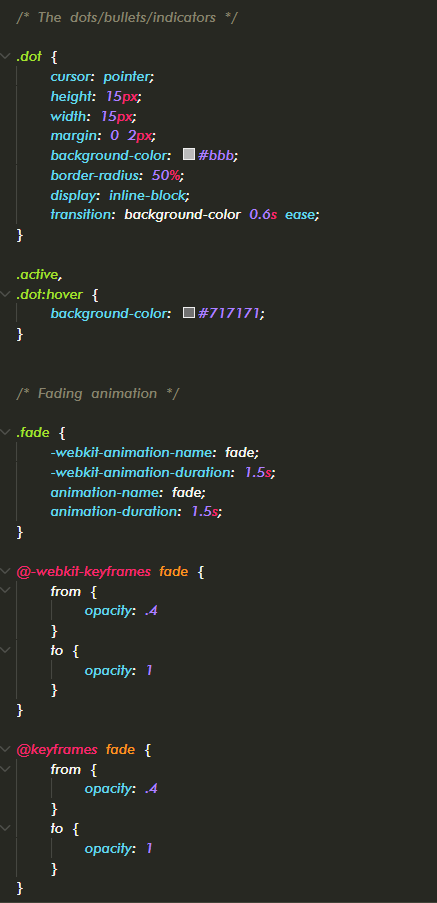 /* The dots/bullets/indicators */
.dot {
cursor: pointer;
height: 15px;
width: 15px;
margin: 0 2px;
background-color: #bbb;
border-radius: 50%;
display: inline-block;
transition: background-color 0.6s ease;
}
.active,
.dot:hover {
background-color: #717171;
}
/* Fading animation */
.fade {
-webkit-animation-name: fade;
-webkit-animation-duration: 1.5s;
animation-name: fade;
animation-duration: 1.5s;
}
@-webkit-keyframes fade {
from {
opacity: .4
}
to {
opacity: 1
}
}
@keyframes fade {
from {
opacity: .4
}
to {
opacity: 1
}
}